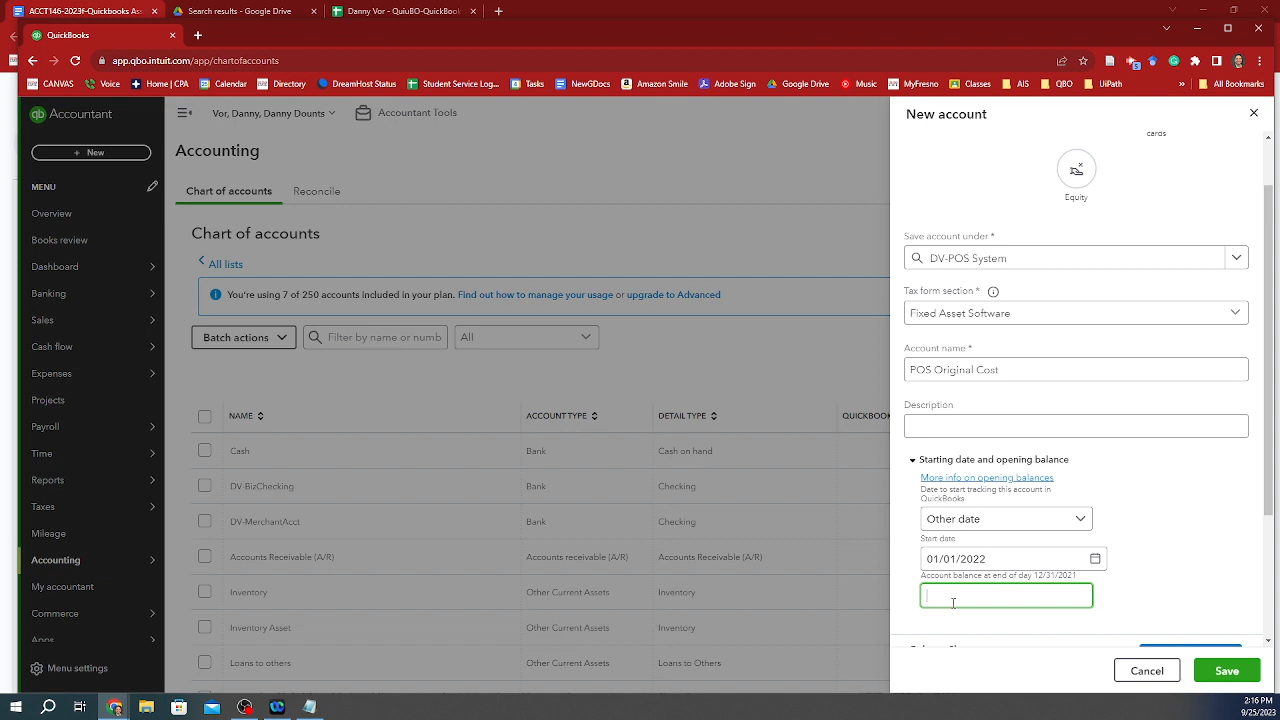 ACCT146-2023F-QuickBooks As
Search results - Google Drive
Danny Vor - QuiuBO-QuickBook
QuickBooks
app.qbo.intuit.com/app/chartofaccounts
CANVAS
Voice
Home | CPA
Calendar
Directory
DreamHost Status
Student Service Log...
Tasks
NewGDocs
Amazon Smile
Adobe Sign
Google Drive
Music
MyFresno
Classes
AIS
QBO
UiPath
»
All Bookmarks
qb Accountant
+ New
MENU
Overview
Books review
Dashboard
Banking
Sales
Cash flow
Expenses
Projects
Payroll
Time
Reports
Taxes
Mileage
Accounting
My accountant
Commerce
Apps
Menu settings
Vor, Danny, Danny Dounts
Accountant Tools
Accounting
Chart of accounts
Reconcile
Chart of accounts
All lists
You're using 7 of 250 accounts included in your plan. Find out how to manage your usage or upgrade to Advanced
Batch actions
Filter by name or numb
All
NAME
ACCOUNT TYPE
DETAIL TYPE
QUICKBOOK
Cash
Bank
Cash on hand
DV-BizChecking
Bank
Checking
DV-MerchantAcct
Bank
Checking
Accounts Receivable (A/R)
Accounts receivable (A/R)
Accounts Receivable (A/R)
Inventory
Other Current Assets
Inventory
Inventory Asset
Other Current Assets
Inventory
Loans to others
Other Current Assets
Loans to Others
New account
cards
Equity
Save account under *
DV-POS System
Tax form section *
Fixed Asset Software
Account name *
POS Original Cost
Description
Starting date and opening balance
More info on opening balances
Date to start tracking this account in
QuickBooks
Other date
Start date
01/01/2022
Account balance at end of day 12/31/2021
Cancel
Save
2:16 PM
9/25/2023